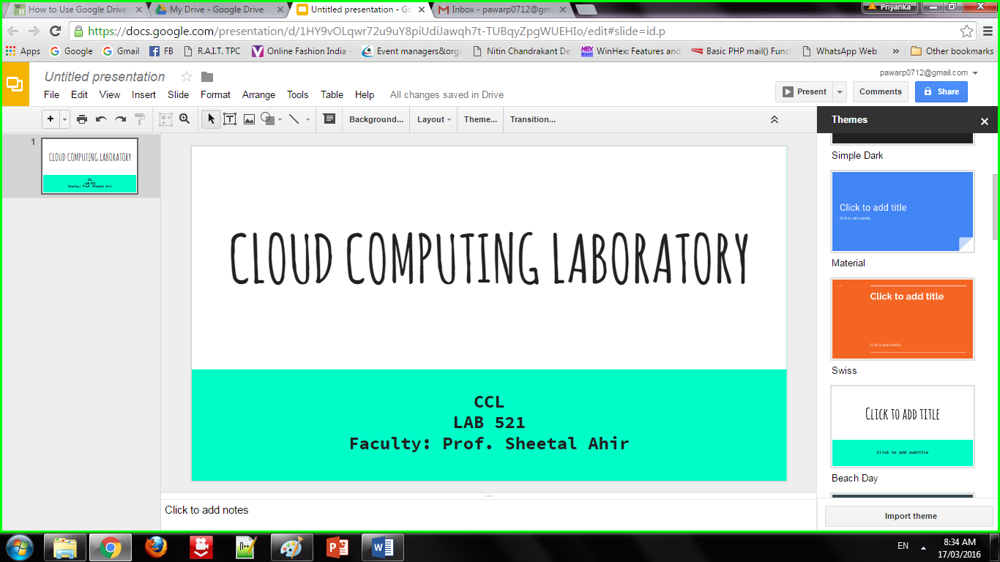 How to Use Google Drive
My Drive - Google Drive
Untitled presentation - Go
Inbox - pawarp0712@gma
Priyanka
https://docs.google.com/presentation/d/1HY9vOLqwr72u9uY8piUdiJawqh7t-TUBqyZpgWUEHIo/edit#slide=id.p
Apps Google Gmail FB R.A.I.T. TPC Online Fashion India - Event managers&orga Nitin Chandrakant De WinHex: Features and Basic PHP mail() Funct WhatsApp Web » Other bookmarks
Untitled presentation
pawarp0712@gmail.com
File Edit View Insert Slide Format Arrange Tools Table Help All changes saved in Drive
Present Comments Share
Background... Layout Theme... Transition...
Themes
1
CLOUD COMPUTING LABORATORY
CCL
LAB 521
Faculty: Prof. Sheetal Ahir
CLOUD COMPUTING LABORATORY
CCL
LAB 521
Faculty: Prof. Sheetal Ahir
Click to add notes
Simple Dark
Click to add title
Click to add subtitle
Material
Click to add title
Click to add subtitle
Swiss
Click to add title
Click to add subtitle
Beach Day
Import theme
EN
8:34 AM
17/03/2016